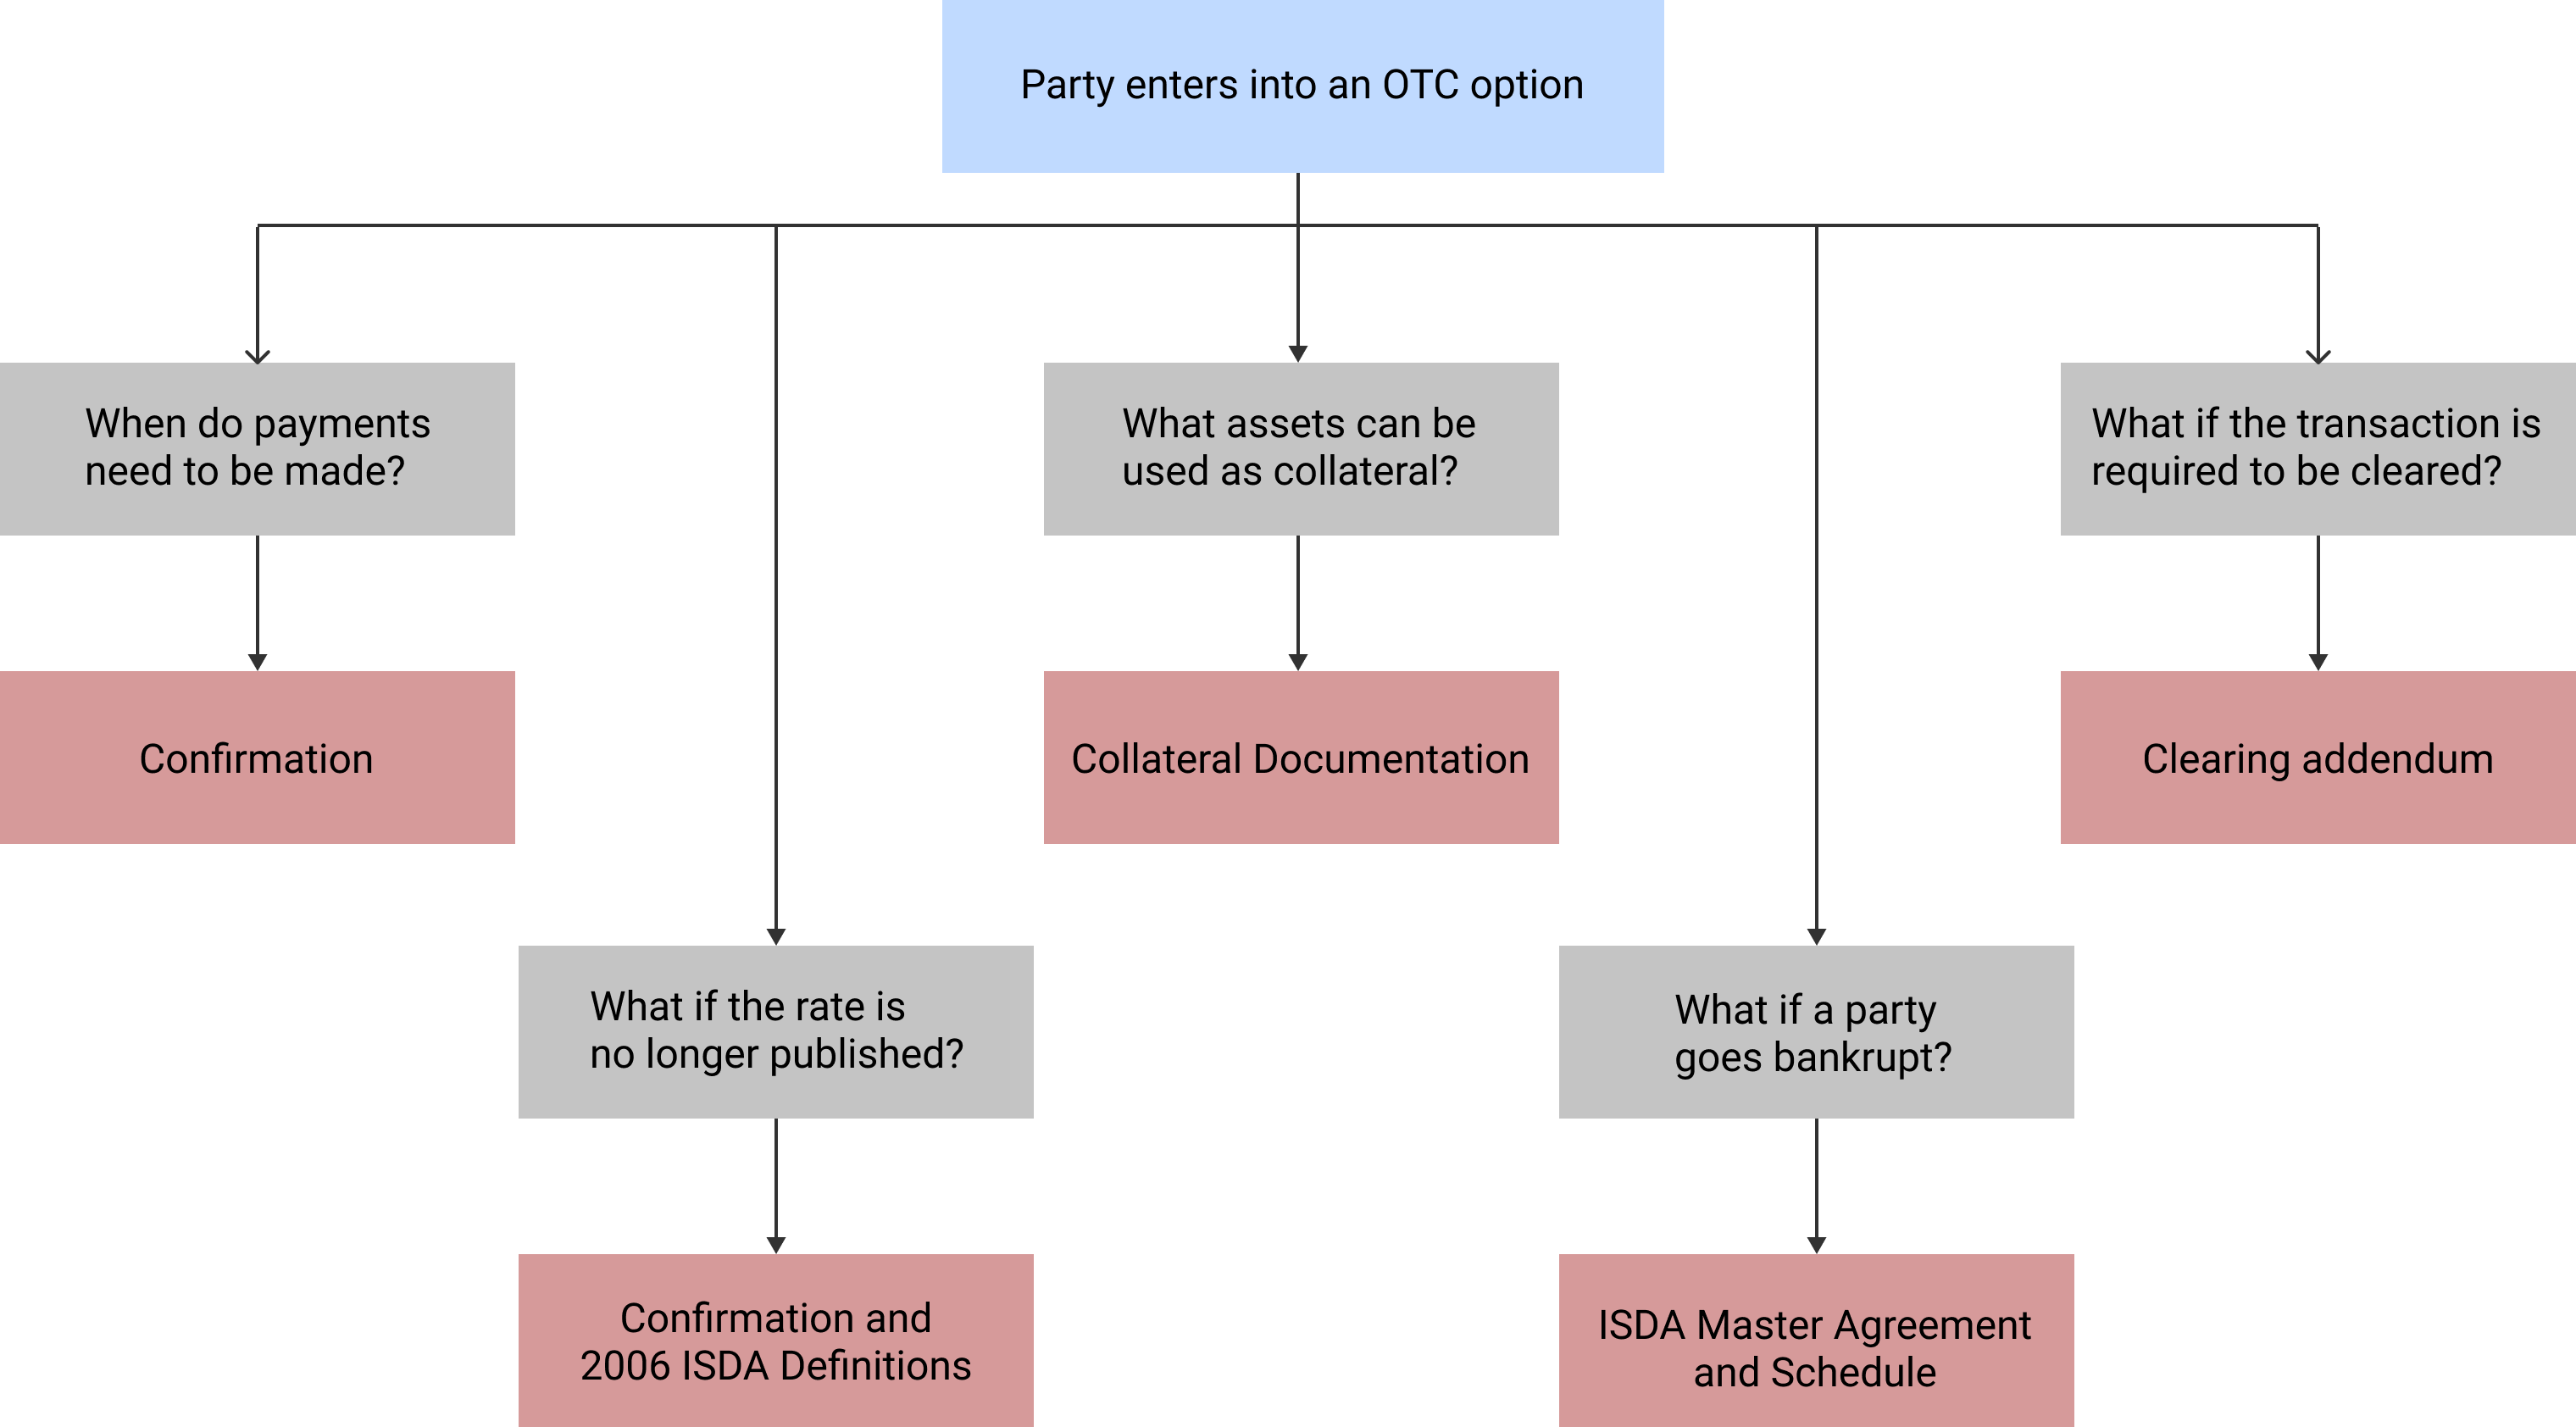 Party enters into an OTC option
When do payments
need to be made?
What assets can be
used as collateral?
What if the transaction is
required to be cleared?
Confirmation
Collateral Documentation
Clearing addendum
What if the rate is
no longer published?
What if a party
goes bankrupt?
Confirmation and
2006 ISDA Definitions
ISDA Master Agreement
and Schedule